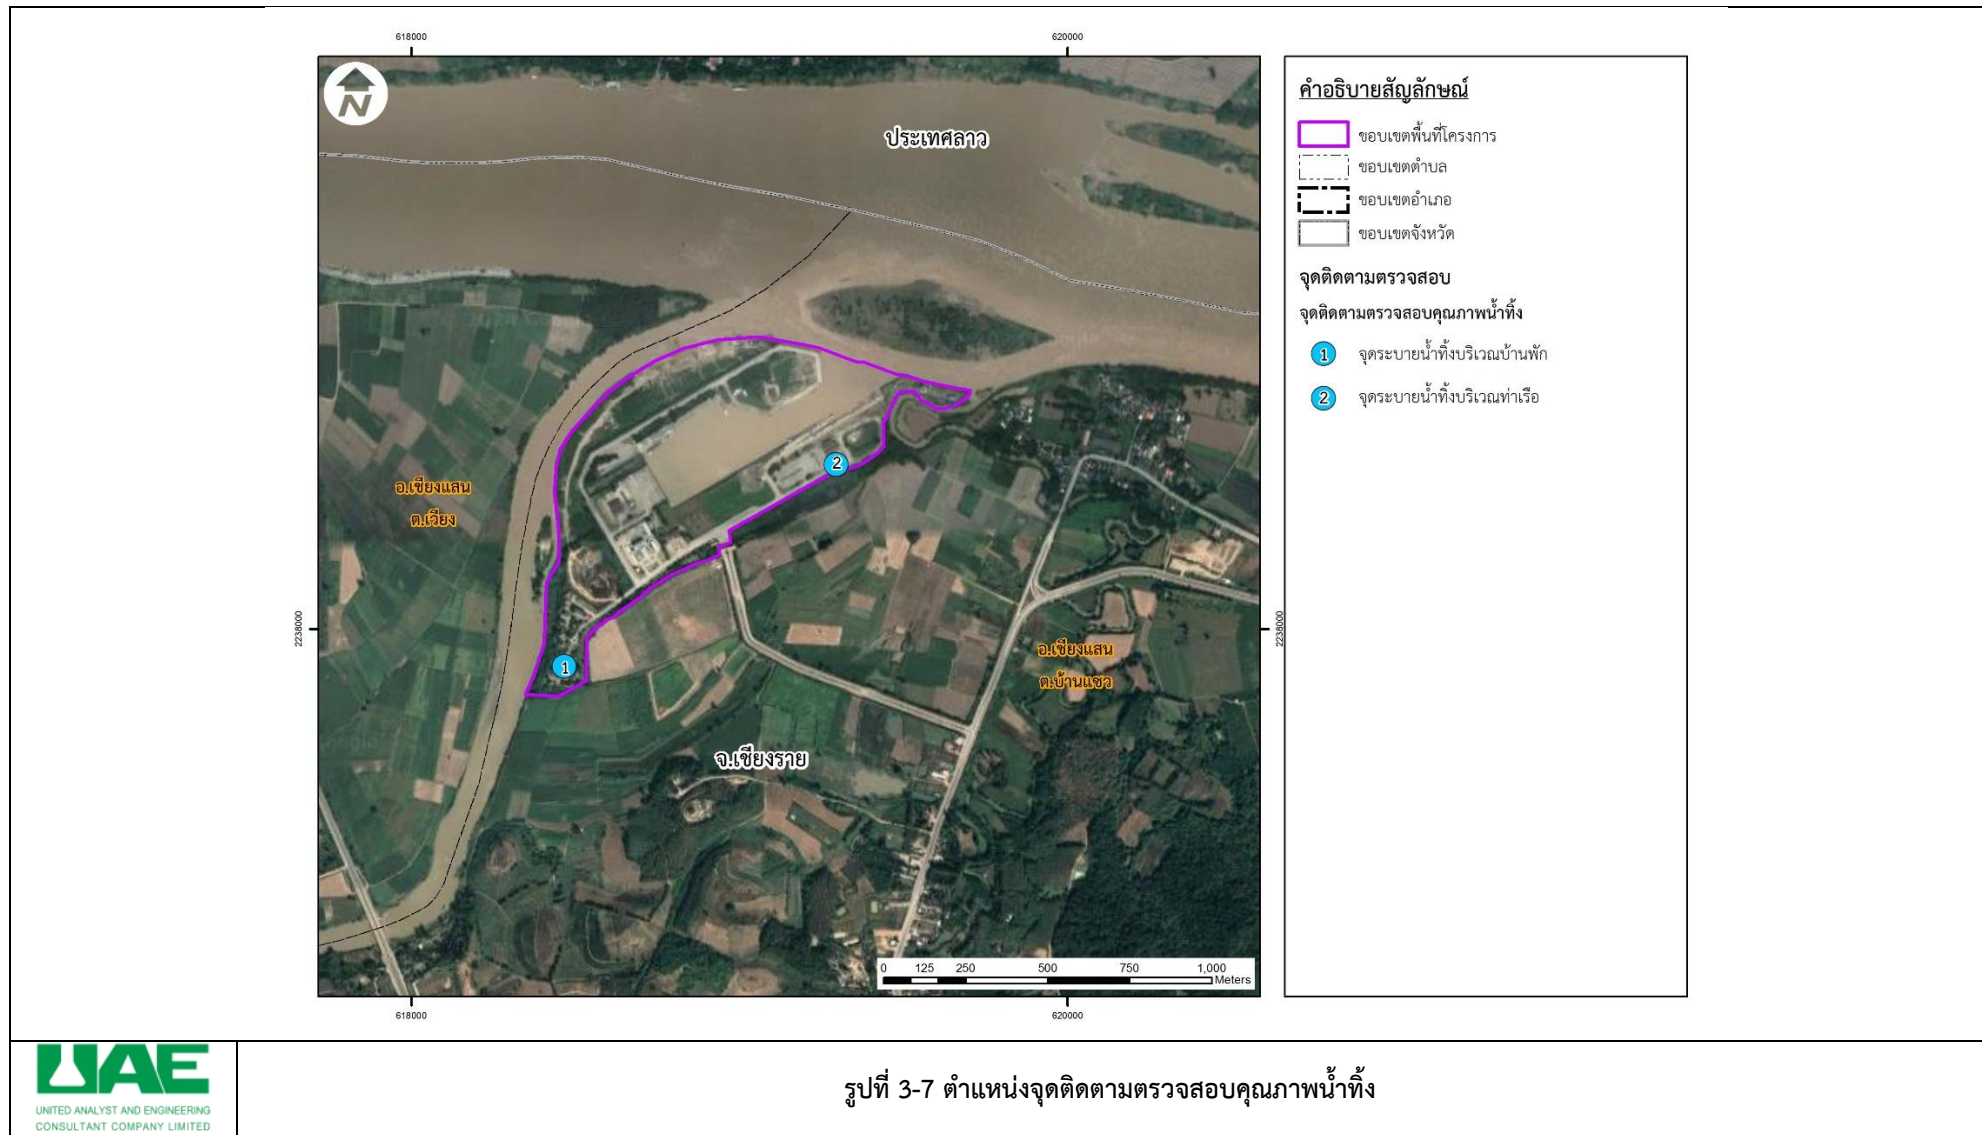 618000
620000
N
ประเทศลาว
อ.เชียงแสน
ต.เวียง
2
2238000
2238000
1
อ.เชียงแสน
ต.บ้านแซว
จ.เชียงราย
0 125 250 500 750 1,000
Meters
618000
620000
คำอธิบายสัญลักษณ์
ขอบเขตพื้นที่โครงการ
ขอบเขตตำบล
ขอบเขตอำเภอ
ขอบเขตจังหวัด
จุดติดตามตรวจสอบ
จุดติดตามตรวจสอบคุณภาพน้ำทิ้ง
1 จุดระบายน้ำทิ้งบริเวณบ้านพัก
2 จุดระบายน้ำทิ้งบริเวณท่าเรือ
UAE
UNITED ANALYST AND ENGINEERING
CONSULTANT COMPANY LIMITED
รูปที่ 3-7 ตำแหน่งจุดติดตามตรวจสอบคุณภาพน้ำทิ้ง